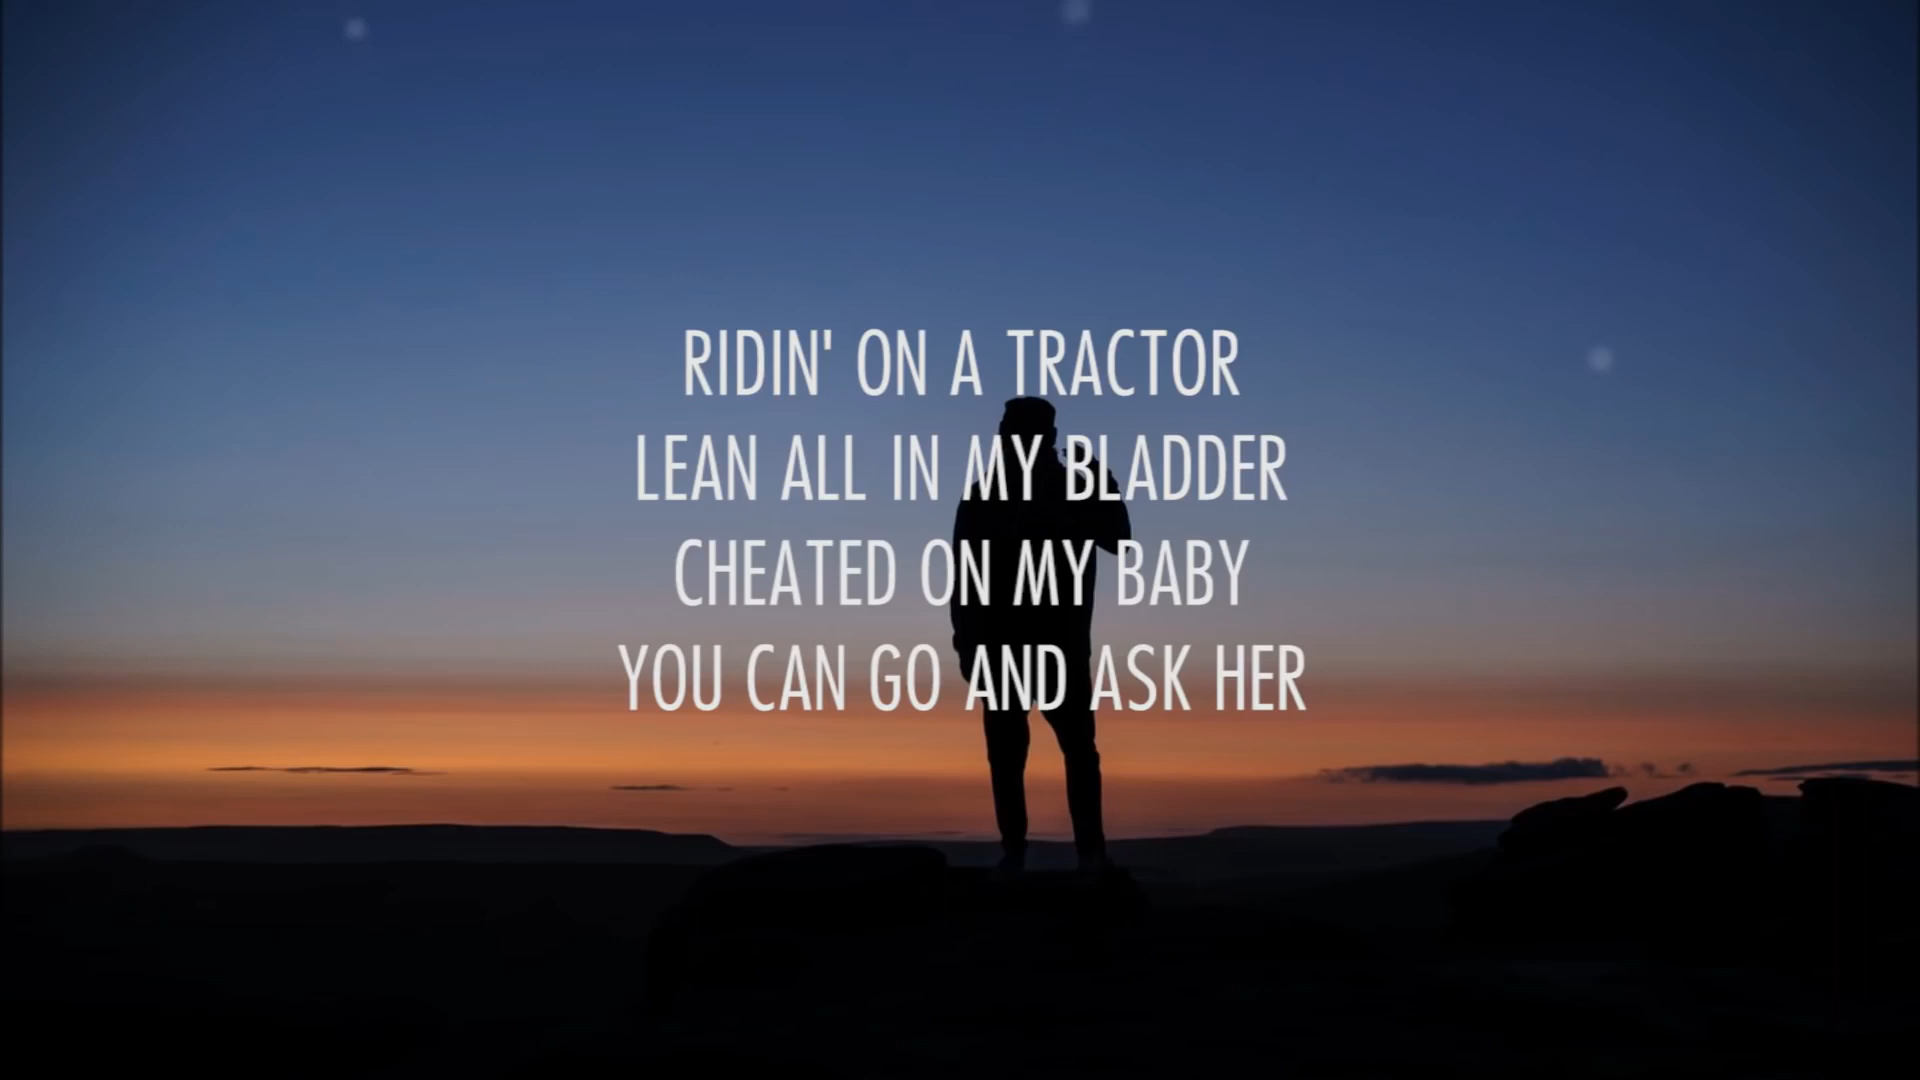 RIDIN' ON A TRACTOR
LEAN ALL IN MY BLADDER
CHEATED ON MY BABY
YOU CAN GO AND ASK HER